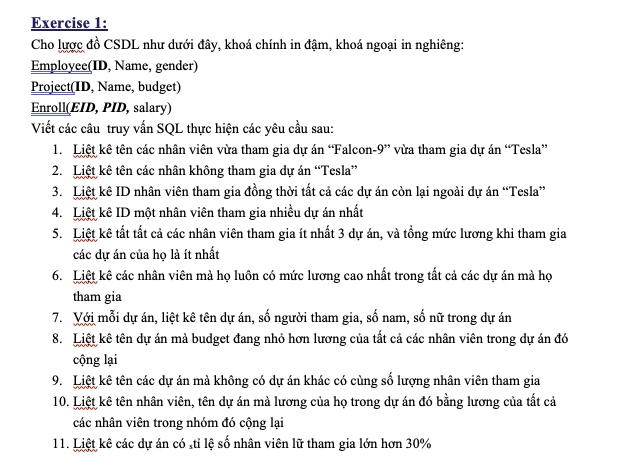 Exercise 1:
Cho lược đồ CSDL như dưới đây, khoá chính in đậm, khoá ngoại in nghiêng:
Employee(ID, Name, gender)
Project(ID, Name, budget)
Enroll(EID, PID, salary)
Viết các câu truy vấn SQL thực hiện các yêu cầu sau:
1. Liệt kê tên các nhân viên vừa tham gia dự án “Falcon-9” vừa tham gia dự án “Tesla”
2. Liệt kê tên các nhân không tham gia dự án “Tesla”
3. Liệt kê ID nhân viên tham gia đồng thời tất cả các dự án còn lại ngoài dự án “Tesla”
4. Liệt kê ID một nhân viên tham gia nhiều dự án nhất
5. Liệt kê tất tất cả các nhân viên tham gia ít nhất 3 dự án, và tổng mức lương khi tham gia
các dự án của họ là ít nhất
6. Liệt kê các nhân viên mà họ luôn có mức lương cao nhất trong tất cả các dự án mà họ
tham gia
7. Với mỗi dự án, liệt kê tên dự án, số người tham gia, số nam, số nữ trong dự án
8. Liệt kê tên dự án mà budget đang nhỏ hơn lương của tất cả các nhân viên trong dự án đó
cộng lại
9. Liệt kê tên các dự án mà không có dự án khác có cùng số lượng nhân viên tham gia
10. Liệt kê tên nhân viên, tên dự án mà lương của họ trong dự án đó bằng lương của tất cả
các nhân viên trong nhóm đó cộng lại
11. Liệt kê các dự án có ,tỉ lệ số nhân viên lữ tham gia lớn hơn 30%